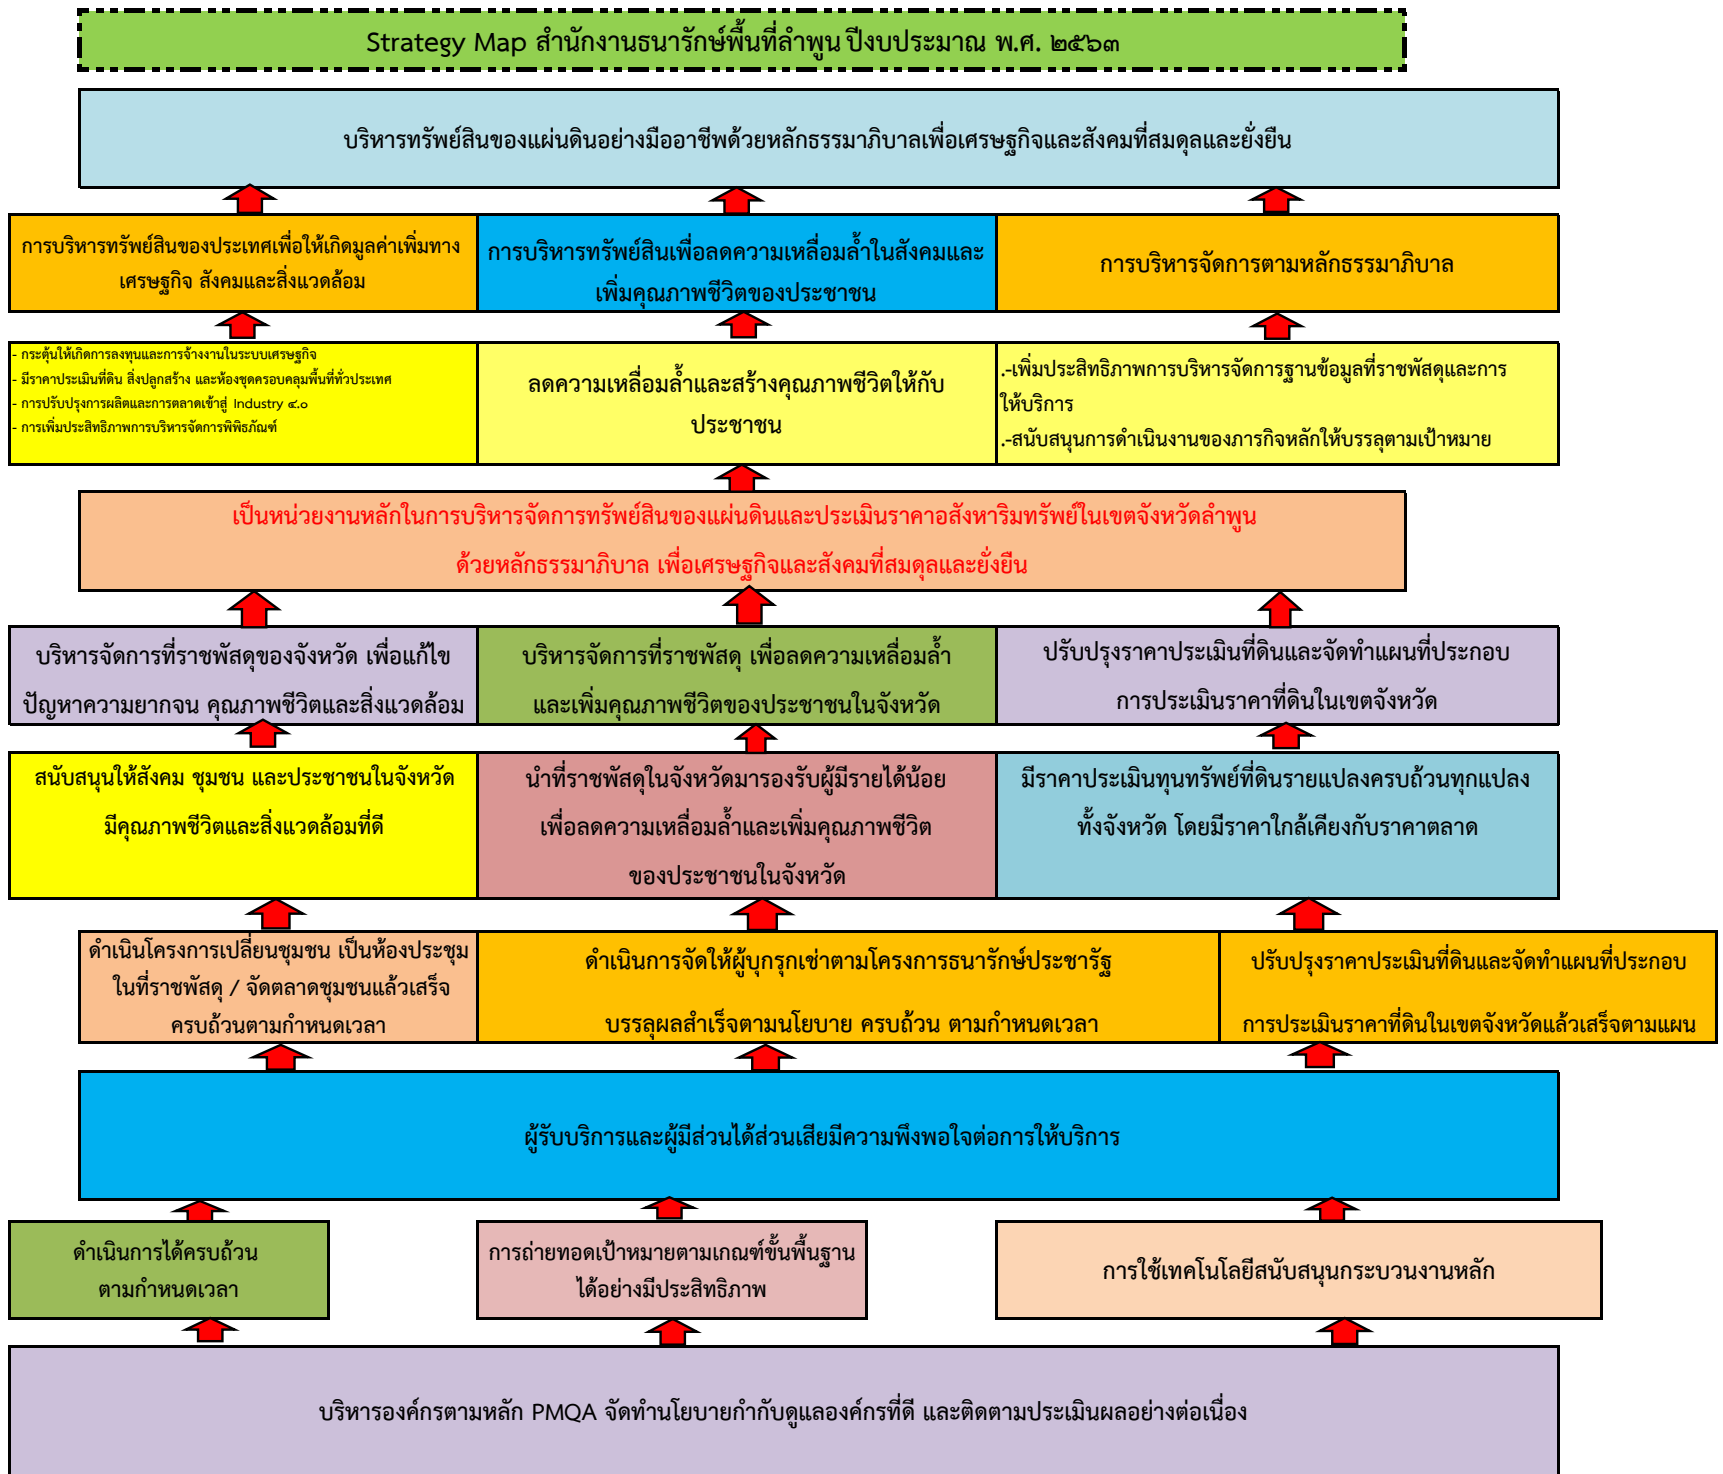 Strategy Map สำนักงานธนารักษ์พื้นที่ลำพูน ปีงบประมาณ พ.ศ. ๒๕๖๓
บริหารทรัพย์สินของแผ่นดินอย่างมืออาชีพด้วยหลักธรรมาภิบาลเพื่อเศรษฐกิจและสังคมที่สมดุลและยั่งยืน
การบริหารทรัพย์สินของประเทศเพื่อให้เกิดมูลค่าเพิ่มทาง
เศรษฐกิจ สังคมและสิ่งแวดล้อม
การบริหารทรัพย์สินเพื่อลดความเหลื่อมล้ำในสังคมและ
เพิ่มคุณภาพชีวิตของประชาชน
การบริหารจัดการตามหลักธรรมาภิบาล
- กระตุ้นให้เกิดการลงทุนและการจ้างงานในระบบเศรษฐกิจ
- มีราคาประเมินที่ดิน สิ่งปลูกสร้าง และห้องชุดครอบคลุมพื้นที่ทั่วประเทศ
- การปรับปรุงการผลิตและการตลาดเข้าสู่ Industry ๔.๐
- การเพิ่มประสิทธิภาพการบริหารจัดการพิพิธภัณฑ์
ลดความเหลื่อมล้ำและสร้างคุณภาพชีวิตให้กับ
ประชาชน
.-เพิ่มประสิทธิภาพการบริหารจัดการฐานข้อมูลที่ราชพัสดุและการ
ให้บริการ
.-สนับสนุนการดำเนินงานของภารกิจหลักให้บรรลุตามเป้าหมาย
เป็นหน่วยงานหลักในการบริหารจัดการทรัพย์สินของแผ่นดินและประเมินราคาอสังหาริมทรัพย์ในเขตจังหวัดลำพูน
ด้วยหลักธรรมาภิบาล เพื่อเศรษฐกิจและสังคมที่สมดุลและยั่งยืน
บริหารจัดการที่ราชพัสดุของจังหวัด เพื่อแก้ไข
ปัญหาความยากจน คุณภาพชีวิตและสิ่งแวดล้อม
บริหารจัดการที่ราชพัสดุ เพื่อลดความเหลื่อมล้ำ
และเพิ่มคุณภาพชีวิตของประชาชนในจังหวัด
ปรับปรุงราคาประเมินที่ดินและจัดทำแผนที่ประกอบ
การประเมินราคาที่ดินในเขตจังหวัด
สนับสนุนให้สังคม ชุมชน และประชาชนในจังหวัด
มีคุณภาพชีวิตและสิ่งแวดล้อมที่ดี
นำที่ราชพัสดุในจังหวัดมารองรับผู้มีรายได้น้อย
เพื่อลดความเหลื่อมล้ำและเพิ่มคุณภาพชีวิต
ของประชาชนในจังหวัด
มีราคาประเมินทุนทรัพย์ที่ดินรายแปลงครบถ้วนทุกแปลง
ทั้งจังหวัด โดยมีราคาใกล้เคียงกับราคาตลาด
ดำเนินโครงการเปลี่ยนชุมชน เป็นห้องประชุม
ในที่ราชพัสดุ / จัดตลาดชุมชนแล้วเสร็จ
ครบถ้วนตามกำหนดเวลา
ดำเนินการจัดให้ผู้บุกรุกเช่าตามโครงการธนารักษ์ประชารัฐ
บรรลุผลสำเร็จตามนโยบาย ครบถ้วน ตามกำหนดเวลา
ปรับปรุงราคาประเมินที่ดินและจัดทำแผนที่ประกอบ
การประเมินราคาที่ดินในเขตจังหวัดแล้วเสร็จตามแผน
ผู้รับบริการและผู้มีส่วนได้ส่วนเสียมีความพึงพอใจต่อการให้บริการ
ดำเนินการได้ครบถ้วน
ตามกำหนดเวลา
การถ่ายทอดเป้าหมายตามเกณฑ์ขั้นพื้นฐาน
ได้อย่างมีประสิทธิภาพ
การใช้เทคโนโลยีสนับสนุนกระบวนงานหลัก
บริหารองค์กรตามหลัก PMQA จัดทำนโยบายกำกับดูแลองค์กรที่ดี และติดตามประเมินผลอย่างต่อเนื่อง